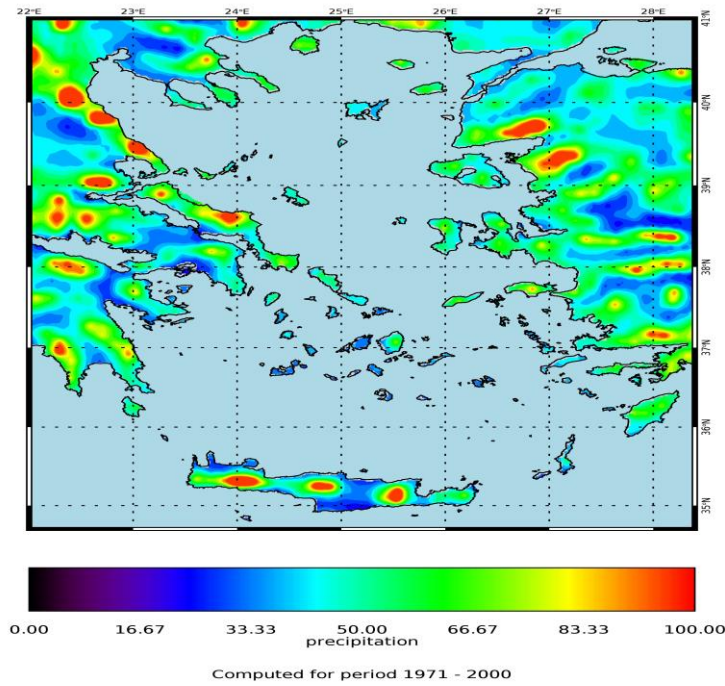 22°E 23°E 24°E 25°E 26°E 27°E 28°E
41°N
40°N
39°N
38°N
37°N
36°N
35°N
0.00 16.67 33.33 50.00 66.67 83.33 100.00
precipitation
Computed for period 1971 - 2000